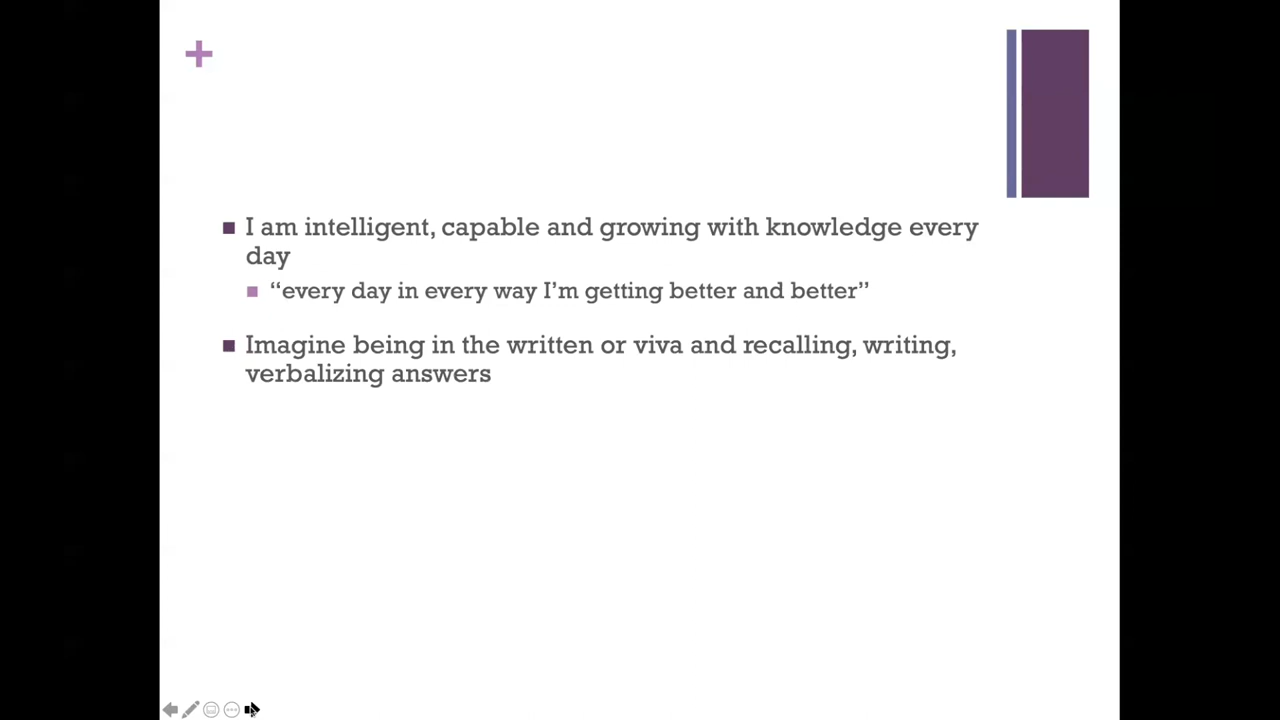 I am intelligent, capable and growing with knowledge every
day
“every day in every way I’m getting better and better”
Imagine being in the written or viva and recalling, writing,
verbalizing answers